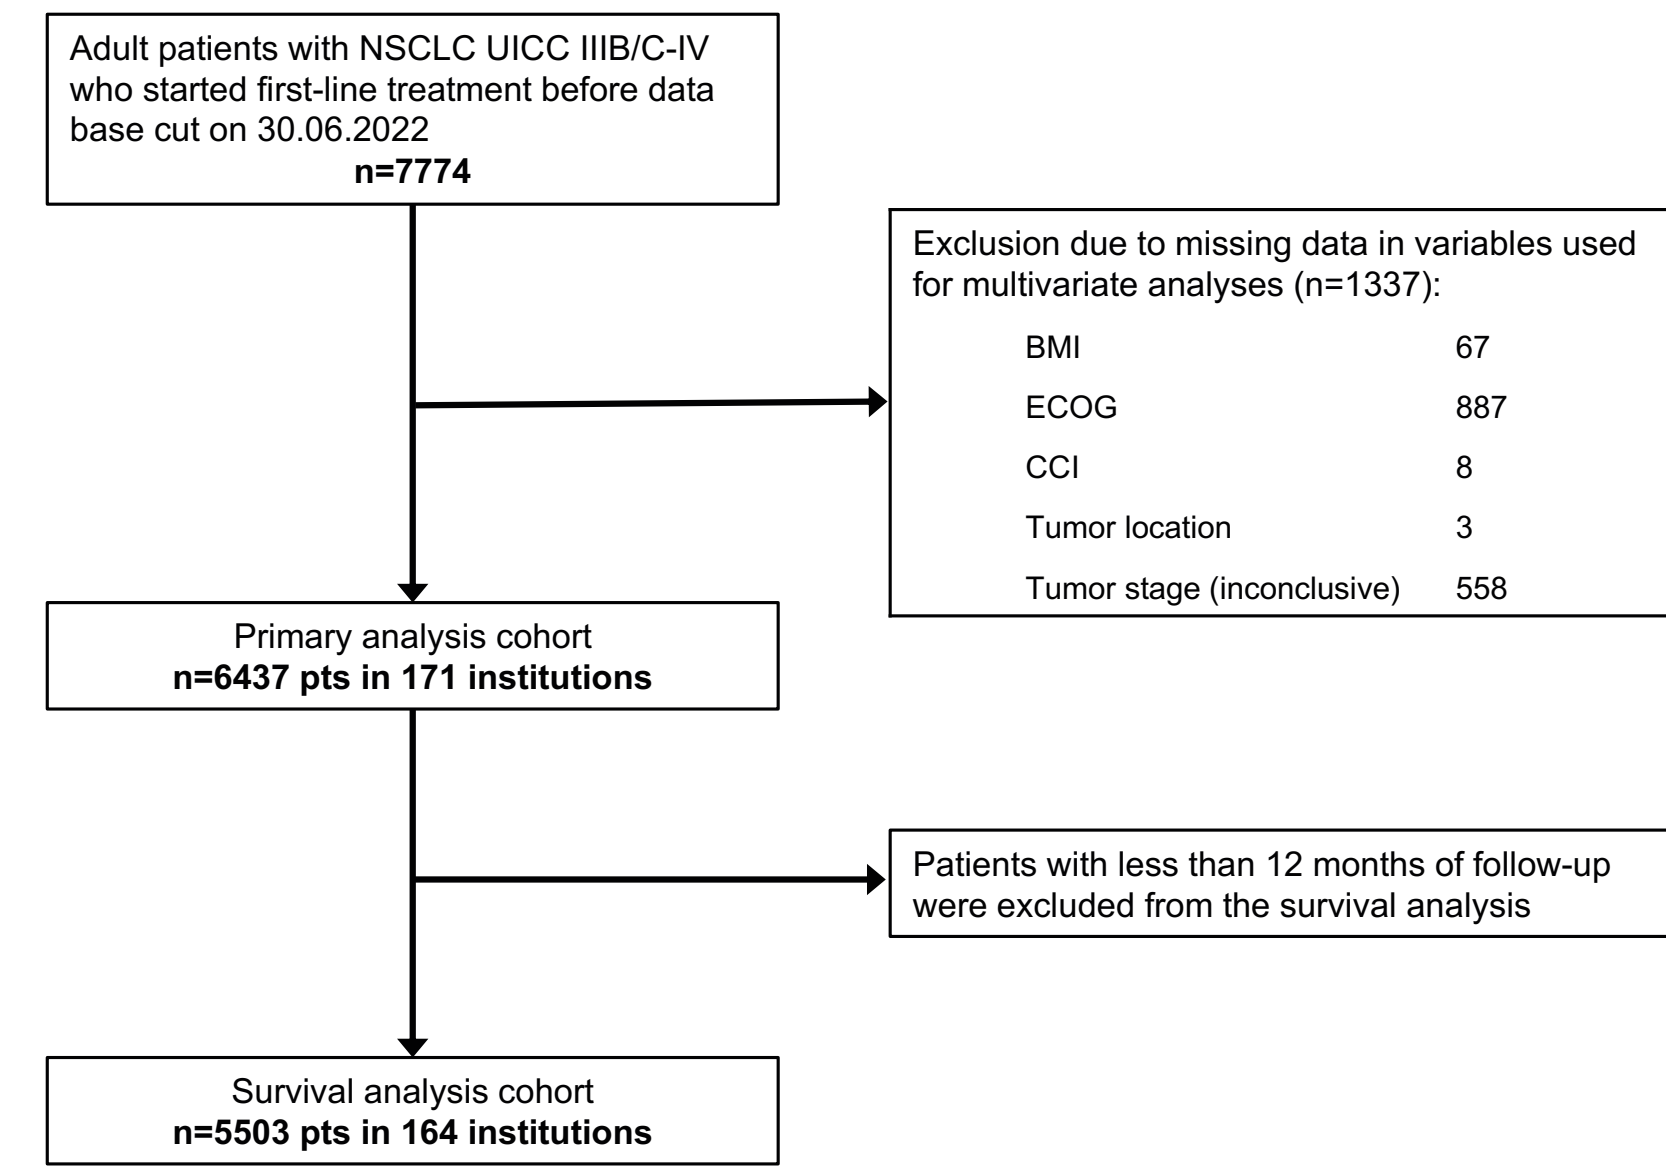 Adult patients with NSCLC UICC IIIB/C-IV
who started first-line treatment before data
base cut on 30.06.2022
n=7774
Exclusion due to missing data in variables used
for multivariate analyses (n=1337):
BMI 67
ECOG 887
CCI 8
Tumor location 3
Tumor stage (inconclusive) 558
Primary analysis cohort
n=6437 pts in 171 institutions
Patients with less than 12 months of follow-up
were excluded from the survival analysis
Survival analysis cohort
n=5503 pts in 164 institutions